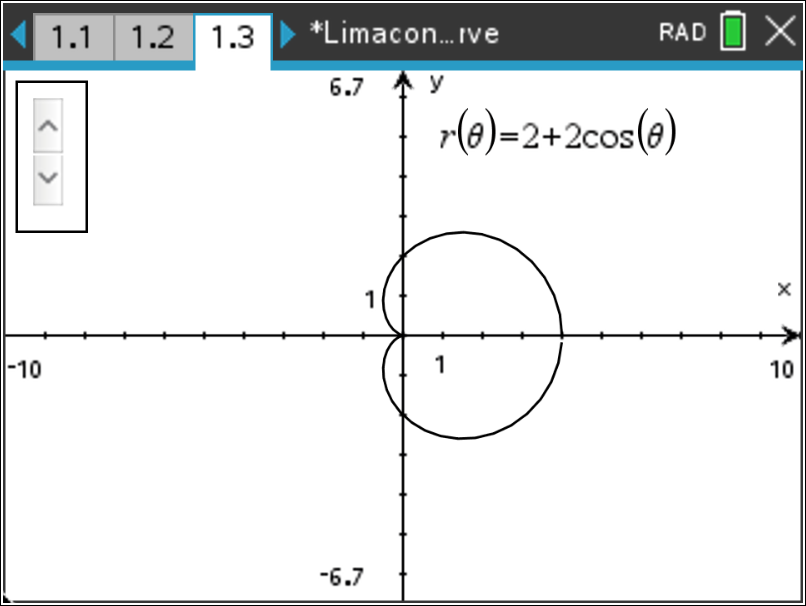 1.1 1.2 1.3 *Limacon...rve RAD
6.7 y
r(θ)=2+2cos(θ)
x
1
-10 1 10
-6.7